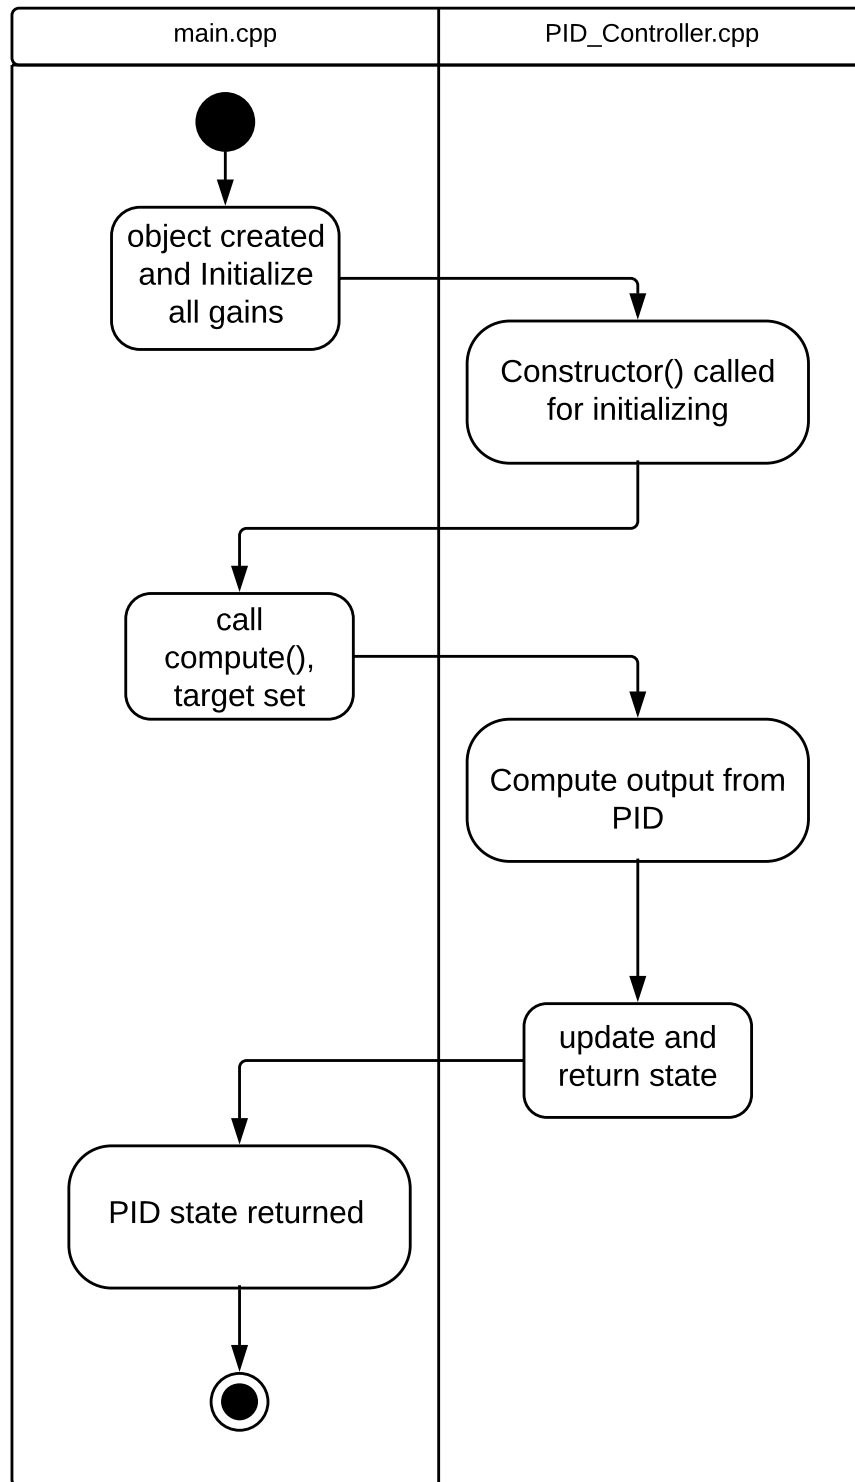 main.cpp
PID_Controller.cpp
object created
and Initialize
all gains
Constructor() called
for initializing
call
compute(),
target set
Compute output from
PID
update and
return state
PID state returned